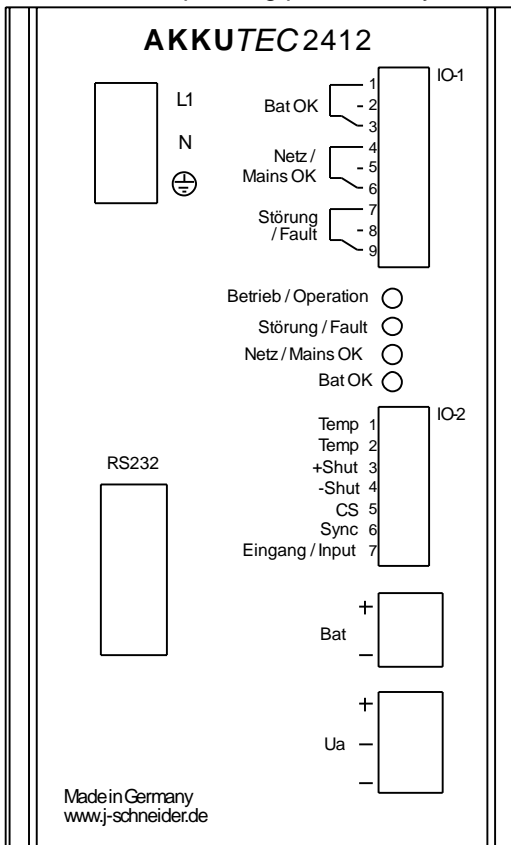 AKKUTEC 2412
L1
N
Bat OK
1
2
3
Netz /
Mains OK
4
5
6
Störung
/ Fault
7
8
9
IO-1
Betrieb / Operation
Störung / Fault
Netz / Mains OK
Bat OK
RS232
IO-2
Temp 1
Temp 2
+Shut 3
-Shut 4
CS 5
Sync 6
Eingang / Input 7
+
Bat
–
+
Ua –
–
Made in Germany
www.j-schneider.de